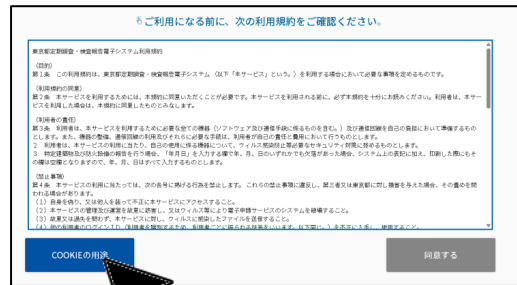 ご利用になる前に、次の利用規約をご確認ください。
東京都定期調査・検査報告電子システム利用規約
(目的)
第1条 この利用規約は、東京都定期調査・検査報告電子システム(以下「本サービス」という。)を利用する場合において必要な事項を定めるものです。
(利用規約の同意)
第2条 本サービスを利用するためには、本規約に同意いただくことが必要です。本サービスを利用される前に、必ず本規約を十分にお読みください。利用者は、本サー
ビスを利用した場合は、本規約に同意したものとみなします。
(利用者の責任)
第3条 利用者は、本サービスを利用するために必要な全ての機器(ソフトウェア及び通信手段に係るものを含む。)及び通信回線を自己の負担において準備するもの
とします。また、機器の整備、通信回線の利用及びそれらに必要な手続は、利用者が自己の責任と費用において行うものとします。
2 利用者は、本サービスの利用に当たり、自己の使用に係る機器について、ウィルス感染防止等必要なセキュリティ対策に努めるものとします。
3 特定建築物及び防火設備の報告を行う場合、「年月日」を入力する欄で年、月、日のいずれかでも欠落があった場合、システム上の表記に加え、印刷した際にもそ
の欄は空欄となりますので、年、月、日はすべて入力するものとします。
(禁止事項)
第4条 本サービスの利用に当たっては、次の各号に掲げる行為を禁止します。これらの禁止事項に違反し、第三者又は東京都に対し損害を与えた場合、その責めを問
われる場合があります。
(1)自身を偽り、又は他人を装って不正に本サービスにアクセスすること。
(2)本サービスの管理及び運営を故意に妨害し、又はウィルス等により電子申請サービスのシステムを破壊すること。
(3)故意又は過失を問わず、本サービスに対し、ウィルスに感染したファイルを送信すること。
COOKIEの用途
同意する